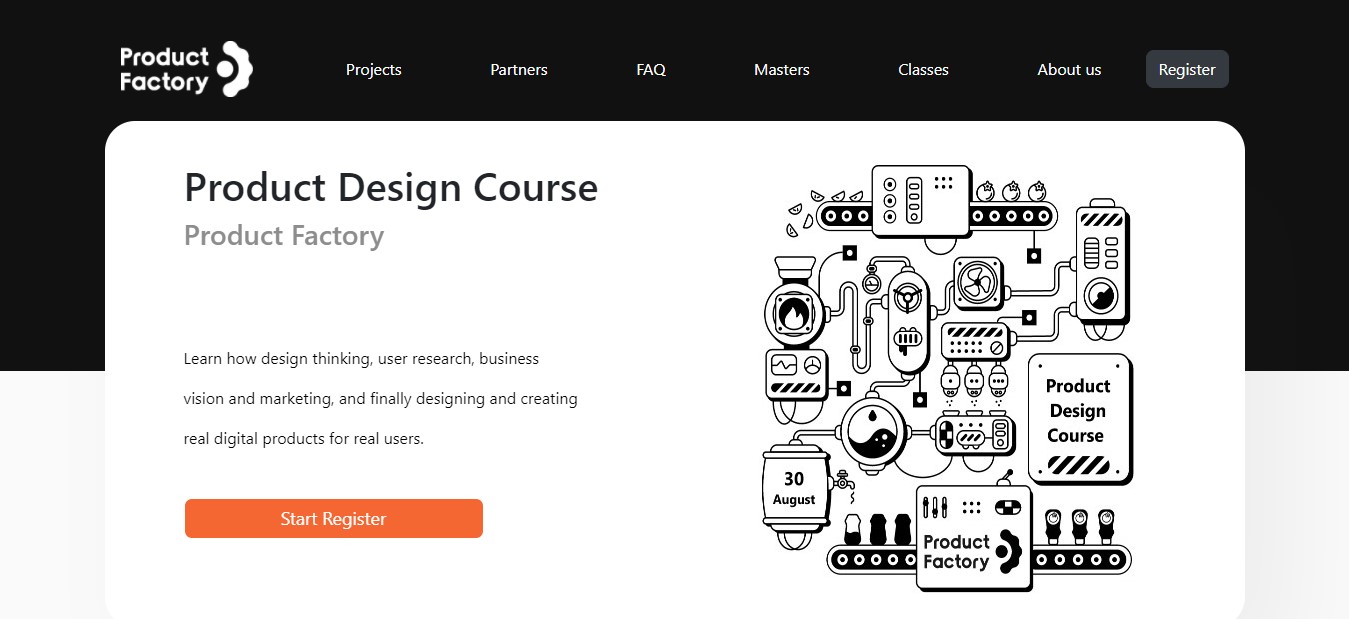 Product
Factory
Projects
Partners
FAQ
Masters
Classes
About us
Register
Product Design Course
Product Factory
Learn how design thinking, user research, business
vision and marketing, and finally designing and creating
real digital products for real users.
Start Register
Product
Design
Course
30
August
Product
Factory